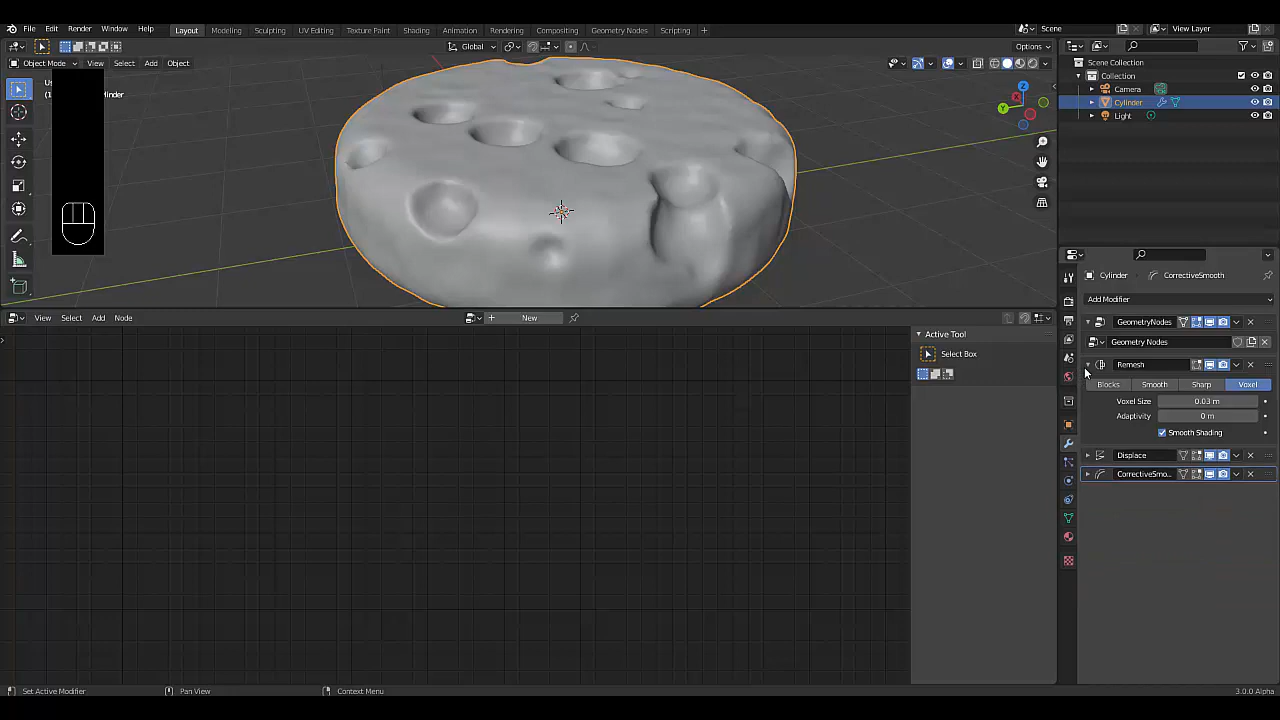 File Edit Render Window Help Layout Modeling Sculpting UV Editing Texture Paint Shading Animation Rendering Compositing Geometry Nodes Scripting + Scene View Layer
Global Options
Object Mode View Select Add Object
Scene Collection
Collection
Camera
Cylinder
Light
X
Y
Z
Cylinder CorrectiveSmooth
Add Modifier
GeometryNodes
Geometry Nodes
Remesh
Blocks Smooth Sharp Voxel
Voxel Size 0.03 m
Adaptivity 0 m
Smooth Shading
Displace
CorrectiveSmo...
View Select Add Node New
Active Tool
Select Box
Set Active Modifier Pan View Context Menu 3.0.0 Alpha